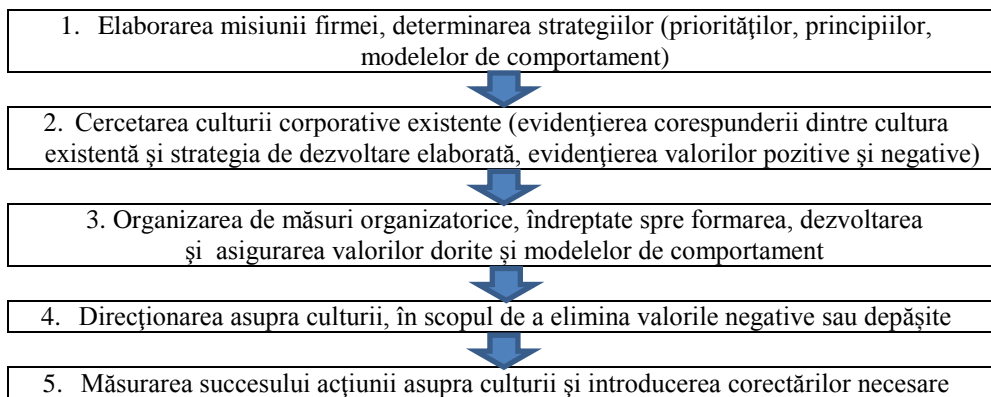 1. Elaborarea misiunii firmei, determinarea strategiilor (priorităților, principiilor,
modelelor de comportament)
2. Cercetarea culturii corporative existente (evidenţierea corespunderii dintre cultura
existentă şi strategia de dezvoltare elaborată, evidenţierea valorilor pozitive şi negative)
3. Organizarea de măsuri organizatorice, îndreptate spre formarea, dezvoltarea
şi asigurarea valorilor dorite și modelelor de comportament
4. Direcţionarea asupra culturii, în scopul de a elimina valorile negative sau depășite
5. Măsurarea succesului acţiunii asupra culturii şi introducerea corectărilor necesare